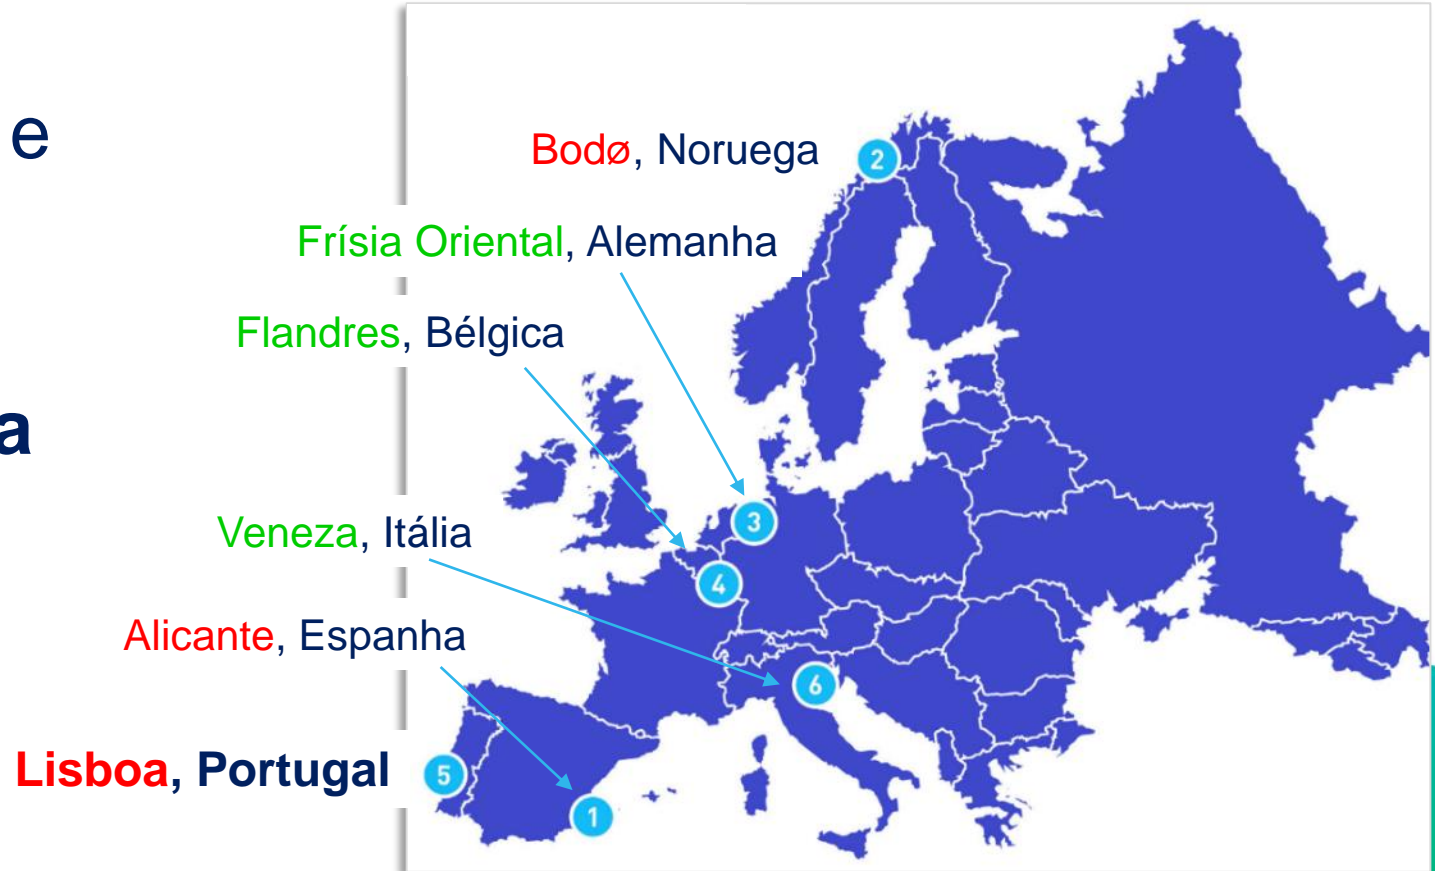 e
Bodø, Noruega
2
Frísia Oriental, Alemanha
Flandres, Bélgica
a
Veneza, Itália
3
4
Alicante, Espanha
6
Lisboa, Portugal
5
1